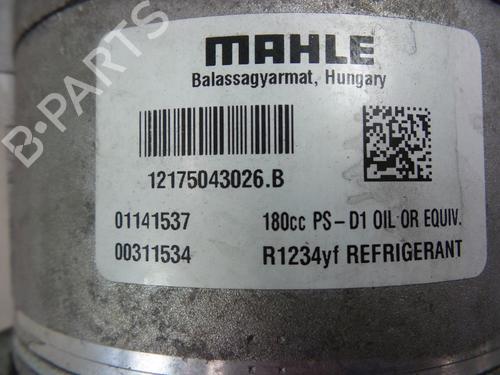 MAHLE
Balassagyarmat, Hungary
12175043026.B
01141537 180cc PS-D1 OIL OR EQUIV.
00311534 R1234yf REFRIGERANT
B-PARTS